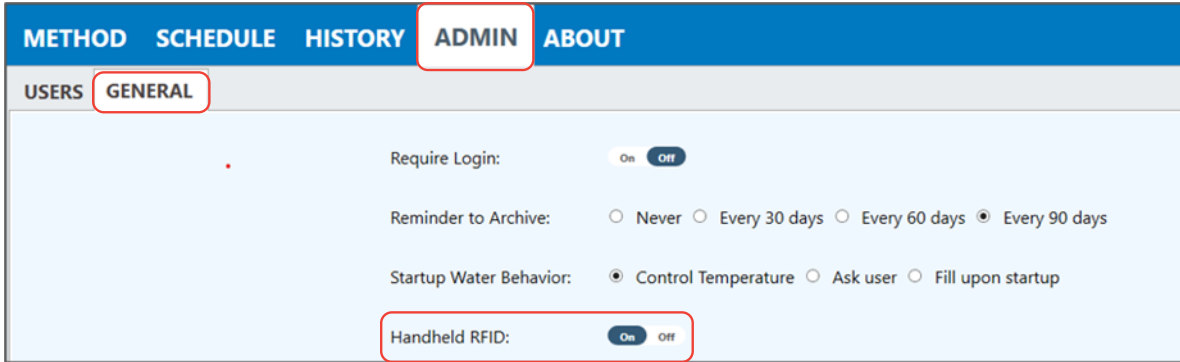 METHOD SCHEDULE HISTORY ADMIN ABOUT
USERS GENERAL
Require Login: On Off
Reminder to Archive: Never Every 30 days Every 60 days Every 90 days
Startup Water Behavior: Control Temperature Ask user Fill upon startup
Handheld RFID: On Off